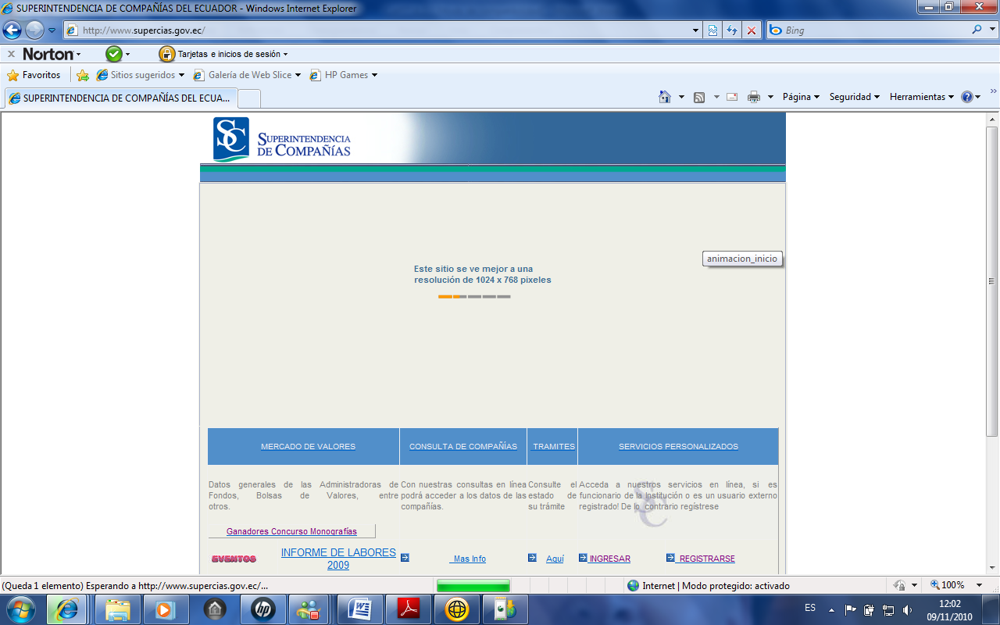 SUPERINTENDENCIA DE COMPAÑÍAS DEL ECUADOR - Windows Internet Explorer
http://www.supercias.gov.ec/
Bing
x Norton
Tarjetas e inicios de sesión
Favoritos
Sitios sugeridos
Galería de Web Slice
HP Games
SUPERINTENDENCIA DE COMPAÑÍAS DEL ECUA...
Página
Seguridad
Herramientas
SC
SUPERINTENDENCIA
DE COMPAÑÍAS
animacion_inicio
Este sitio se ve mejor a una
resolución de 1024 x 768 pixeles
MERCADO DE VALORES
CONSULTA DE COMPAÑÍAS
TRAMITES
SERVICIOS PERSONALIZADOS
Datos generales de las Administradoras de
Fondos, Bolsas de Valores, entre
otros.
Con nuestras consultas en línea
podrá acceder a los datos de las
compañías.
Consulte el
estado de
su trámite
Acceda a nuestros servicios en línea, si es
funcionario de la Institución o es un usuario externo
registrado! De lo contrario regístrese
SC
Ganadores Concurso Monografías
EVENTOS
INFORME DE LABORES
2009
Mas Info
Aquí
INGRESAR
REGISTRARSE
(Queda 1 elemento) Esperando a http://www.supercias.gov.ec/...
Internet | Modo protegido: activado
100%
hp
ES
12:02
09/11/2010